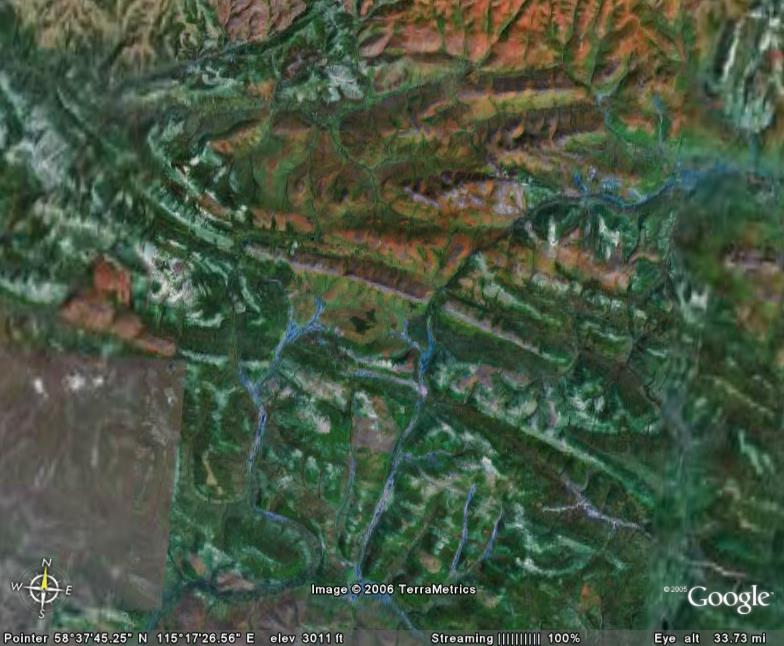 N
W E
S
Image © 2006 TerraMetrics
© 2005 Google™
Pointer 58°37'45.25" N 115°17'26.56" E elev 3011 ft Streaming |||||||||| 100% Eye alt 33.73 mi